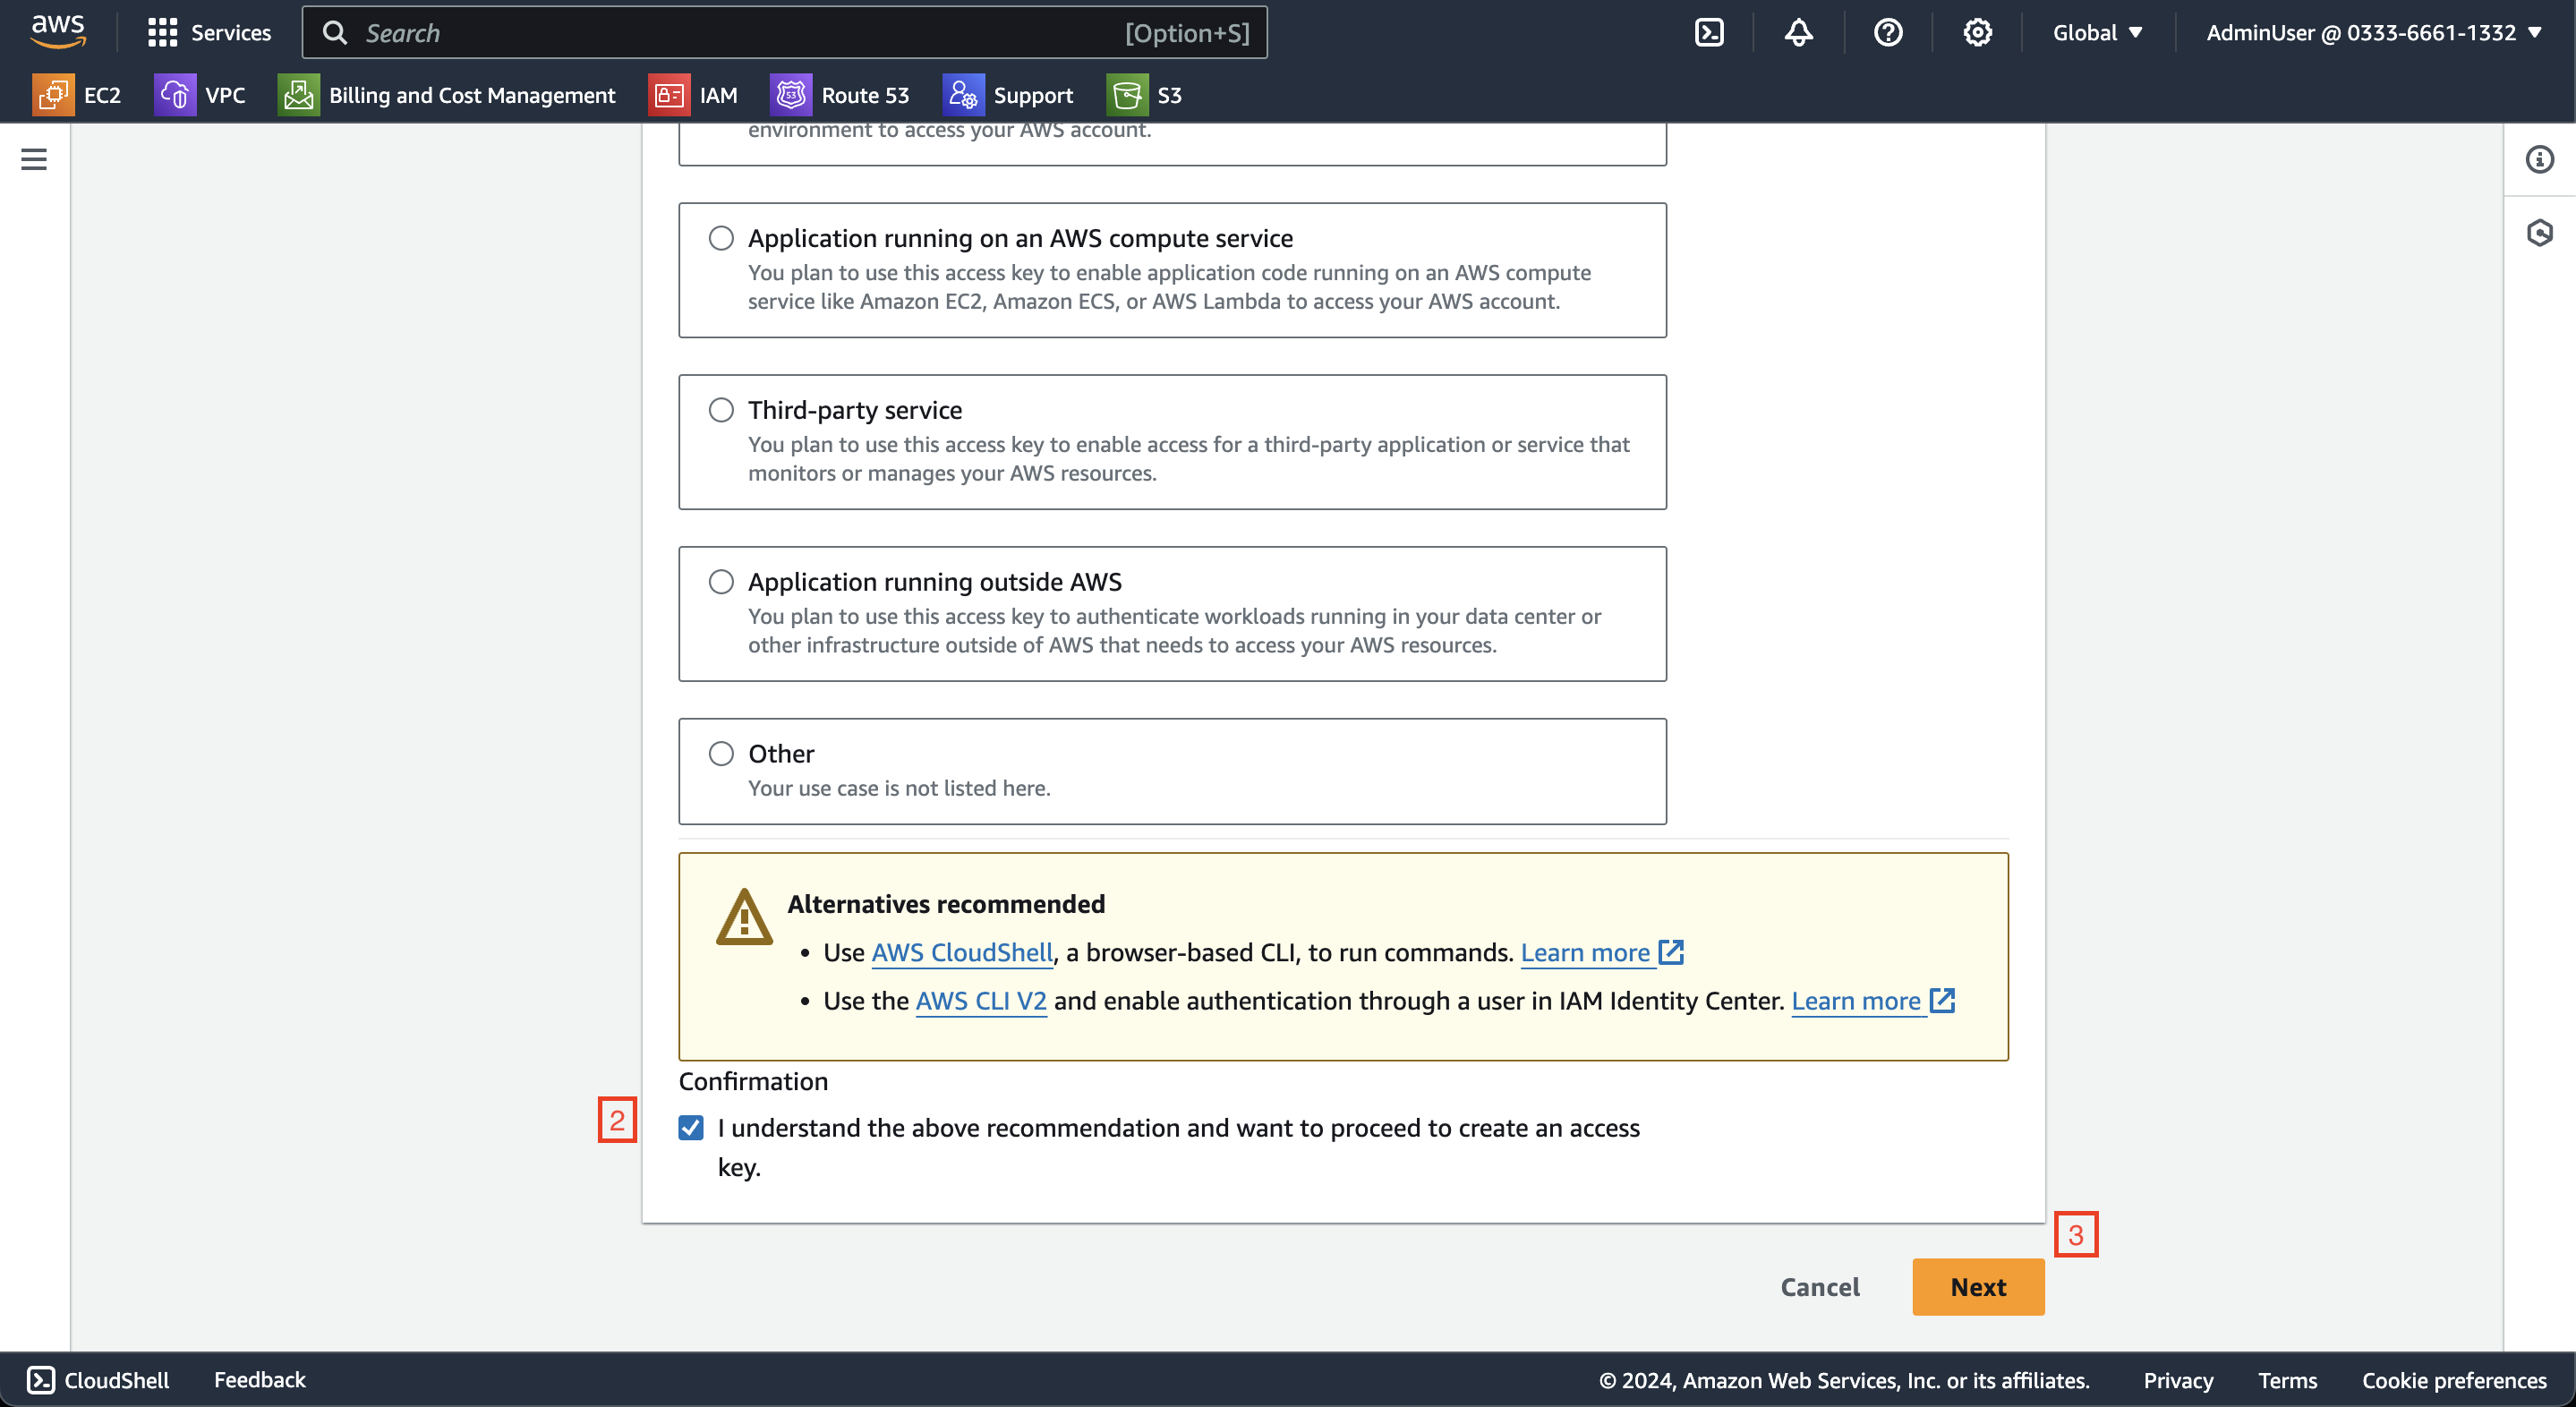 aws
Services
Search
[Option+S]
Global
AdminUser @ 0333-6661-1332
EC2
VPC
Billing and Cost Management
IAM
53
Route 53
Support
S3
environment to access your AWS account.
Application running on an AWS compute service
You plan to use this access key to enable application code running on an AWS compute
service like Amazon EC2, Amazon ECS, or AWS Lambda to access your AWS account.
Third-party service
You plan to use this access key to enable access for a third-party application or service that
monitors or manages your AWS resources.
Application running outside AWS
You plan to use this access key to authenticate workloads running in your data center or
other infrastructure outside of AWS that needs to access your AWS resources.
Other
Your use case is not listed here.
Alternatives recommended
• Use AWS CloudShell, a browser-based CLI, to run commands. Learn more
• Use the AWS CLI V2 and enable authentication through a user in IAM Identity Center. Learn more
Confirmation
2
I understand the above recommendation and want to proceed to create an access
key.
3
Cancel
Next
CloudShell
Feedback
© 2024, Amazon Web Services, Inc. or its affiliates.
Privacy
Terms
Cookie preferences